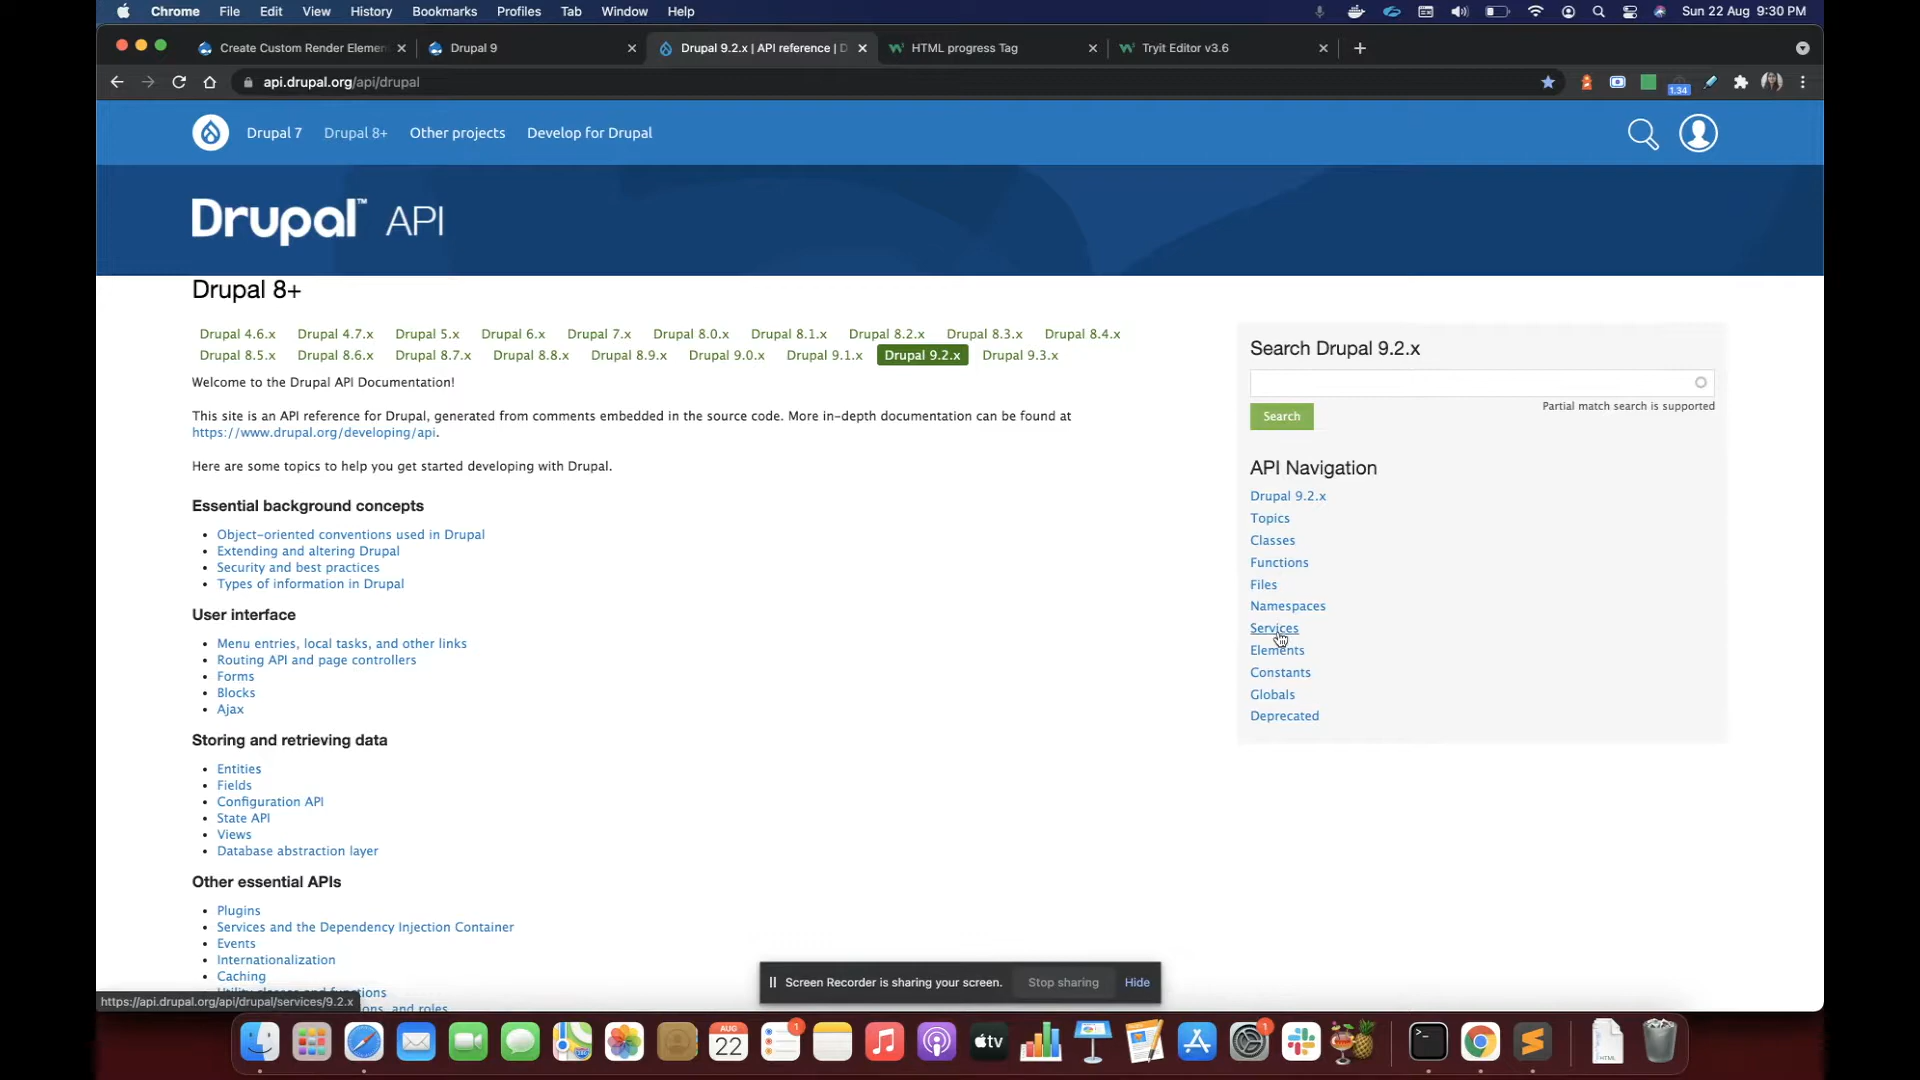 Chrome File Edit View History Bookmarks Profiles Tab Window Help
Sun 22 Aug 9:30 PM
Create Custom Render Elemen
Drupal 9
Drupal 9.2.x | API reference | D
HTML progress Tag
Tryit Editor v3.6
api.drupal.org/api/drupal
1.34
Drupal 7 Drupal 8+ Other projects Develop for Drupal
Drupal™ API
Drupal 8+
Drupal 4.6.x Drupal 4.7.x Drupal 5.x Drupal 6.x Drupal 7.x Drupal 8.0.x Drupal 8.1.x Drupal 8.2.x Drupal 8.3.x Drupal 8.4.x
Drupal 8.5.x Drupal 8.6.x Drupal 8.7.x Drupal 8.8.x Drupal 8.9.x Drupal 9.0.x Drupal 9.1.x Drupal 9.2.x Drupal 9.3.x
Welcome to the Drupal API Documentation!
This site is an API reference for Drupal, generated from comments embedded in the source code. More in-depth documentation can be found at
https://www.drupal.org/developing/api.
Here are some topics to help you get started developing with Drupal.
Essential background concepts
Object-oriented conventions used in Drupal
Extending and altering Drupal
Security and best practices
Types of information in Drupal
User interface
Menu entries, local tasks, and other links
Routing API and page controllers
Forms
Blocks
Ajax
Storing and retrieving data
Entities
Fields
Configuration API
State API
Views
Database abstraction layer
Other essential APIs
Plugins
Services and the Dependency Injection Container
Events
Internationalization
Caching
Search Drupal 9.2.x
Partial match search is supported
Search
API Navigation
Drupal 9.2.x
Topics
Classes
Functions
Files
Namespaces
Services
Elements
Constants
Globals
Deprecated
Screen Recorder is sharing your screen. Stop sharing Hide
https://api.drupal.org/api/drupal/services/9.2.x
and roles
AUG
22
1
tv
1
HTML